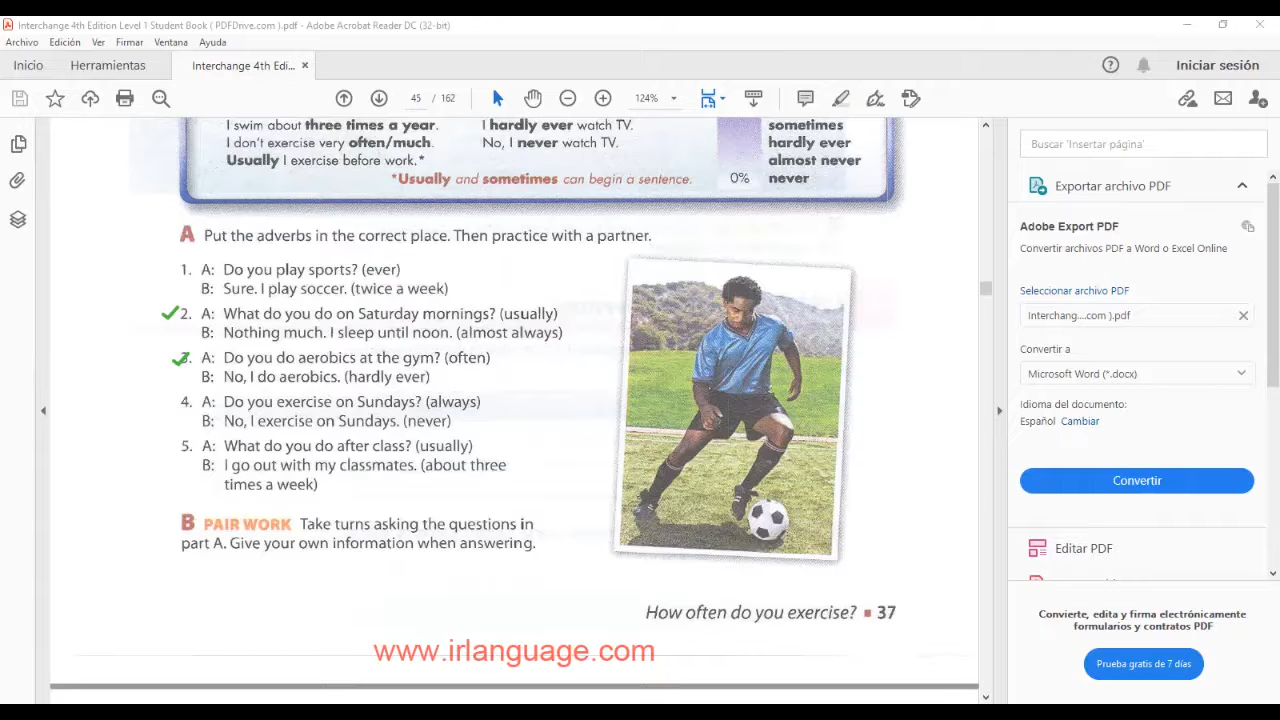 Interchange 4th Edition Level 1 Student Book ( PDFDrive.com ).pdf - Adobe Acrobat Reader DC (32-bit)
Archivo Edición Ver Firmar Ventana Ayuda
Inicio Herramientas Interchange 4th Edi... × Iniciar sesión
45 / 162 124%
I swim about three times a year. I hardly ever watch TV. sometimes
I don't exercise very often/much. No, I never watch TV. hardly ever
Usually I exercise before work.* almost never
*Usually and sometimes can begin a sentence. 0% never
A Put the adverbs in the correct place. Then practice with a partner.
1. A: Do you play sports? (ever)
B: Sure. I play soccer. (twice a week)
2. A: What do you do on Saturday mornings? (usually)
B: Nothing much. I sleep until noon. (almost always)
3. A: Do you do aerobics at the gym? (often)
B: No, I do aerobics. (hardly ever)
4. A: Do you exercise on Sundays? (always)
B: No, I exercise on Sundays. (never)
5. A: What do you do after class? (usually)
B: I go out with my classmates. (about three
times a week)
B PAIR WORK Take turns asking the questions in
part A. Give your own information when answering.
How often do you exercise? ▪ 37
www.irlanguage.com
Buscar 'Insertar página'
Exportar archivo PDF
Adobe Export PDF
Convertir archivos PDF a Word o Excel Online
Seleccionar archivo PDF
Interchang....com ).pdf
Convertir a
Microsoft Word (*.docx)
Idioma del documento:
Español Cambiar
Convertir
Editar PDF
Convierte, edita y firma electrónicamente
formularios y contratos PDF
Prueba gratis de 7 días